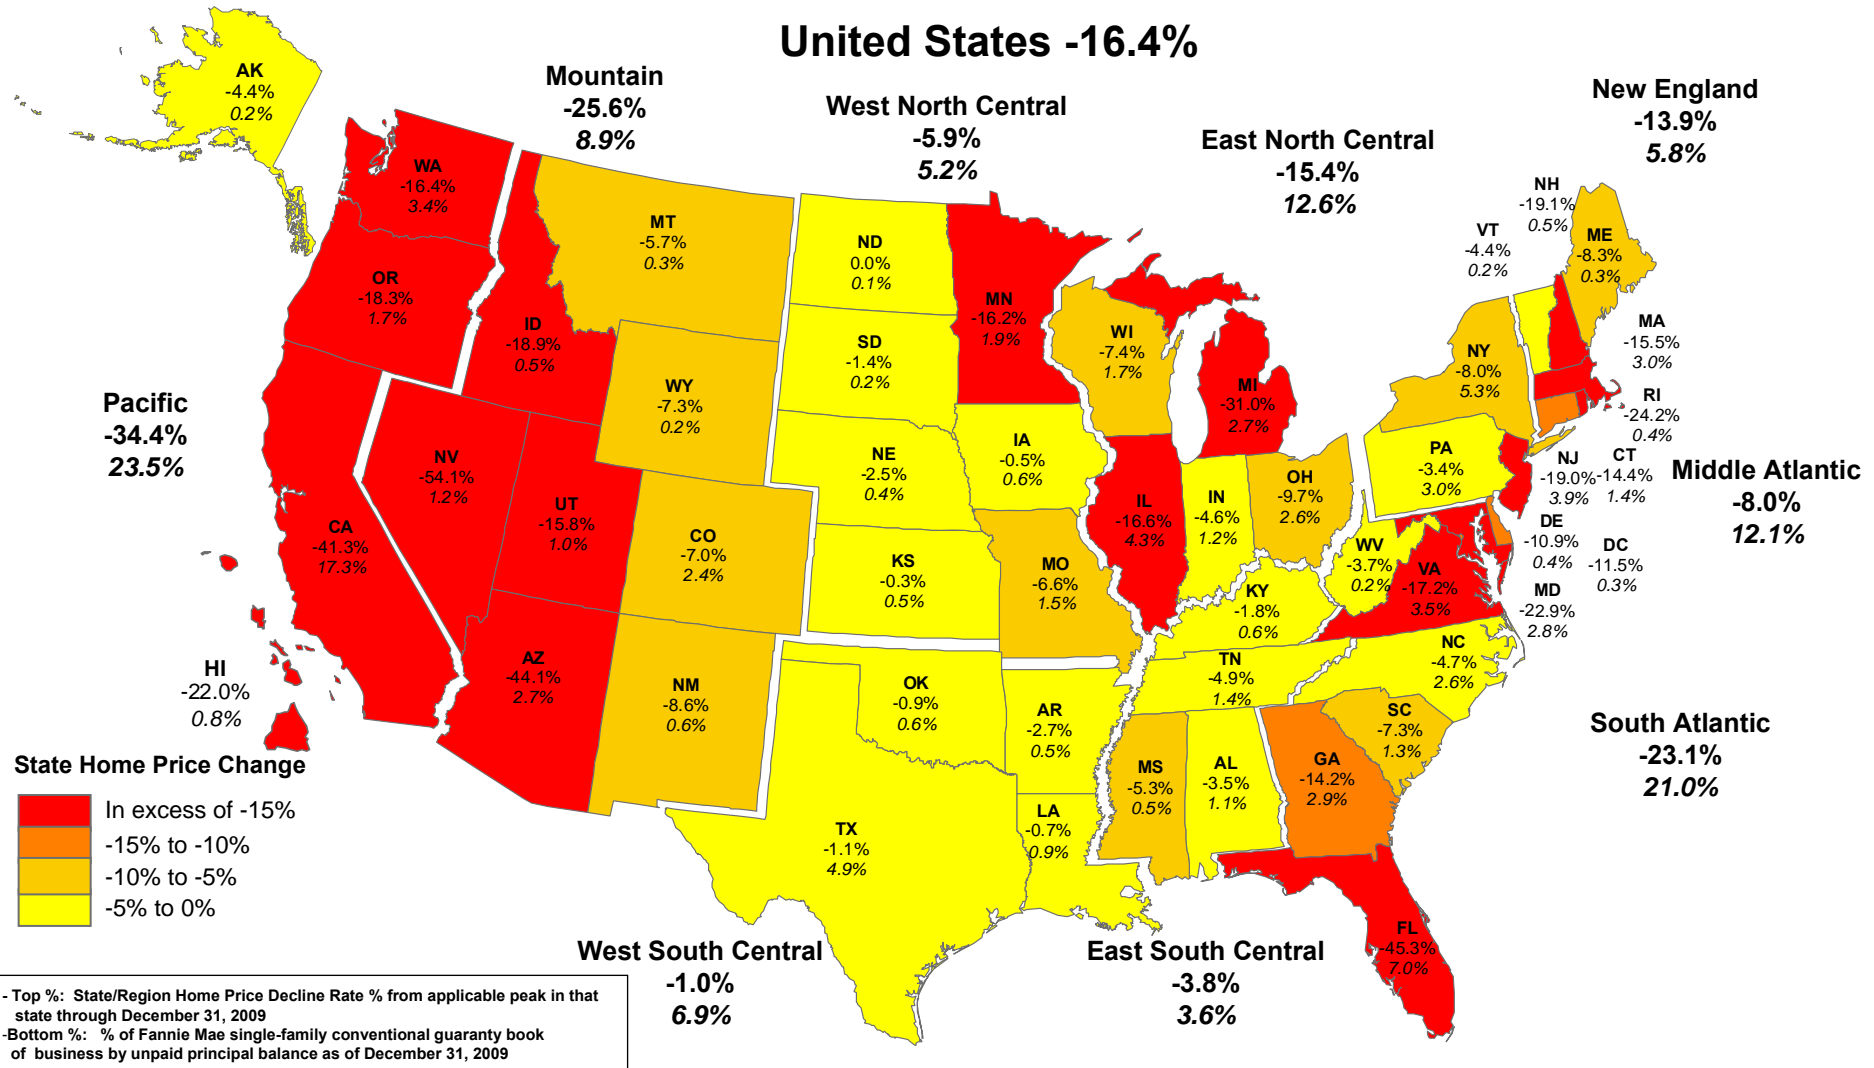 United States -16.4%
AK
-4.4%
0.2%
Mountain
-25.6%
8.9%
West North Central
-5.9%
5.2%
East North Central
-15.4%
12.6%
New England
-13.9%
5.8%
WA
-16.4%
3.4%
MT
-5.7%
0.3%
ND
0.0%
0.1%
NH
-19.1%
0.5%
VT
-4.4%
0.2%
ME
-8.3%
0.3%
OR
-18.3%
1.7%
ID
-18.9%
0.5%
MN
-16.2%
1.9%
WI
-7.4%
1.7%
SD
-1.4%
0.2%
NY
-8.0%
5.3%
MA
-15.5%
3.0%
WY
-7.3%
0.2%
MI
-31.0%
2.7%
RI
-24.2%
0.4%
Pacific
-34.4%
23.5%
NV
-54.1%
1.2%
UT
-15.8%
1.0%
NE
-2.5%
0.4%
IA
-0.5%
0.6%
PA
-3.4%
3.0%
NJ
-19.0%
3.9%
CT
-14.4%
1.4%
Middle Atlantic
-8.0%
12.1%
CA
-41.3%
17.3%
CO
-7.0%
2.4%
KS
-0.3%
0.5%
MO
-6.6%
1.5%
IL
-16.6%
4.3%
IN
-4.6%
1.2%
OH
-9.7%
2.6%
WV
-3.7%
0.2%
VA
-17.2%
3.5%
DE
-10.9%
0.4%
DC
-11.5%
0.3%
MD
-22.9%
2.8%
KY
-1.8%
0.6%
HI
-22.0%
0.8%
AZ
-44.1%
2.7%
NM
-8.6%
0.6%
OK
-0.9%
0.6%
AR
-2.7%
0.5%
TN
-4.9%
1.4%
NC
-4.7%
2.6%
SC
-7.3%
1.3%
South Atlantic
-23.1%
21.0%
MS
-5.3%
0.5%
AL
-3.5%
1.1%
GA
-14.2%
2.9%
TX
-1.1%
4.9%
LA
-0.7%
0.9%
FL
-45.3%
7.0%
State Home Price Change
In excess of -15%
-15% to -10%
-10% to -5%
-5% to 0%
West South Central
-1.0%
6.9%
East South Central
-3.8%
3.6%
- Top %: State/Region Home Price Decline Rate % from applicable peak in that
state through December 31, 2009
-Bottom %: % of Fannie Mae single-family conventional guaranty book
of business by unpaid principal balance as of December 31, 2009